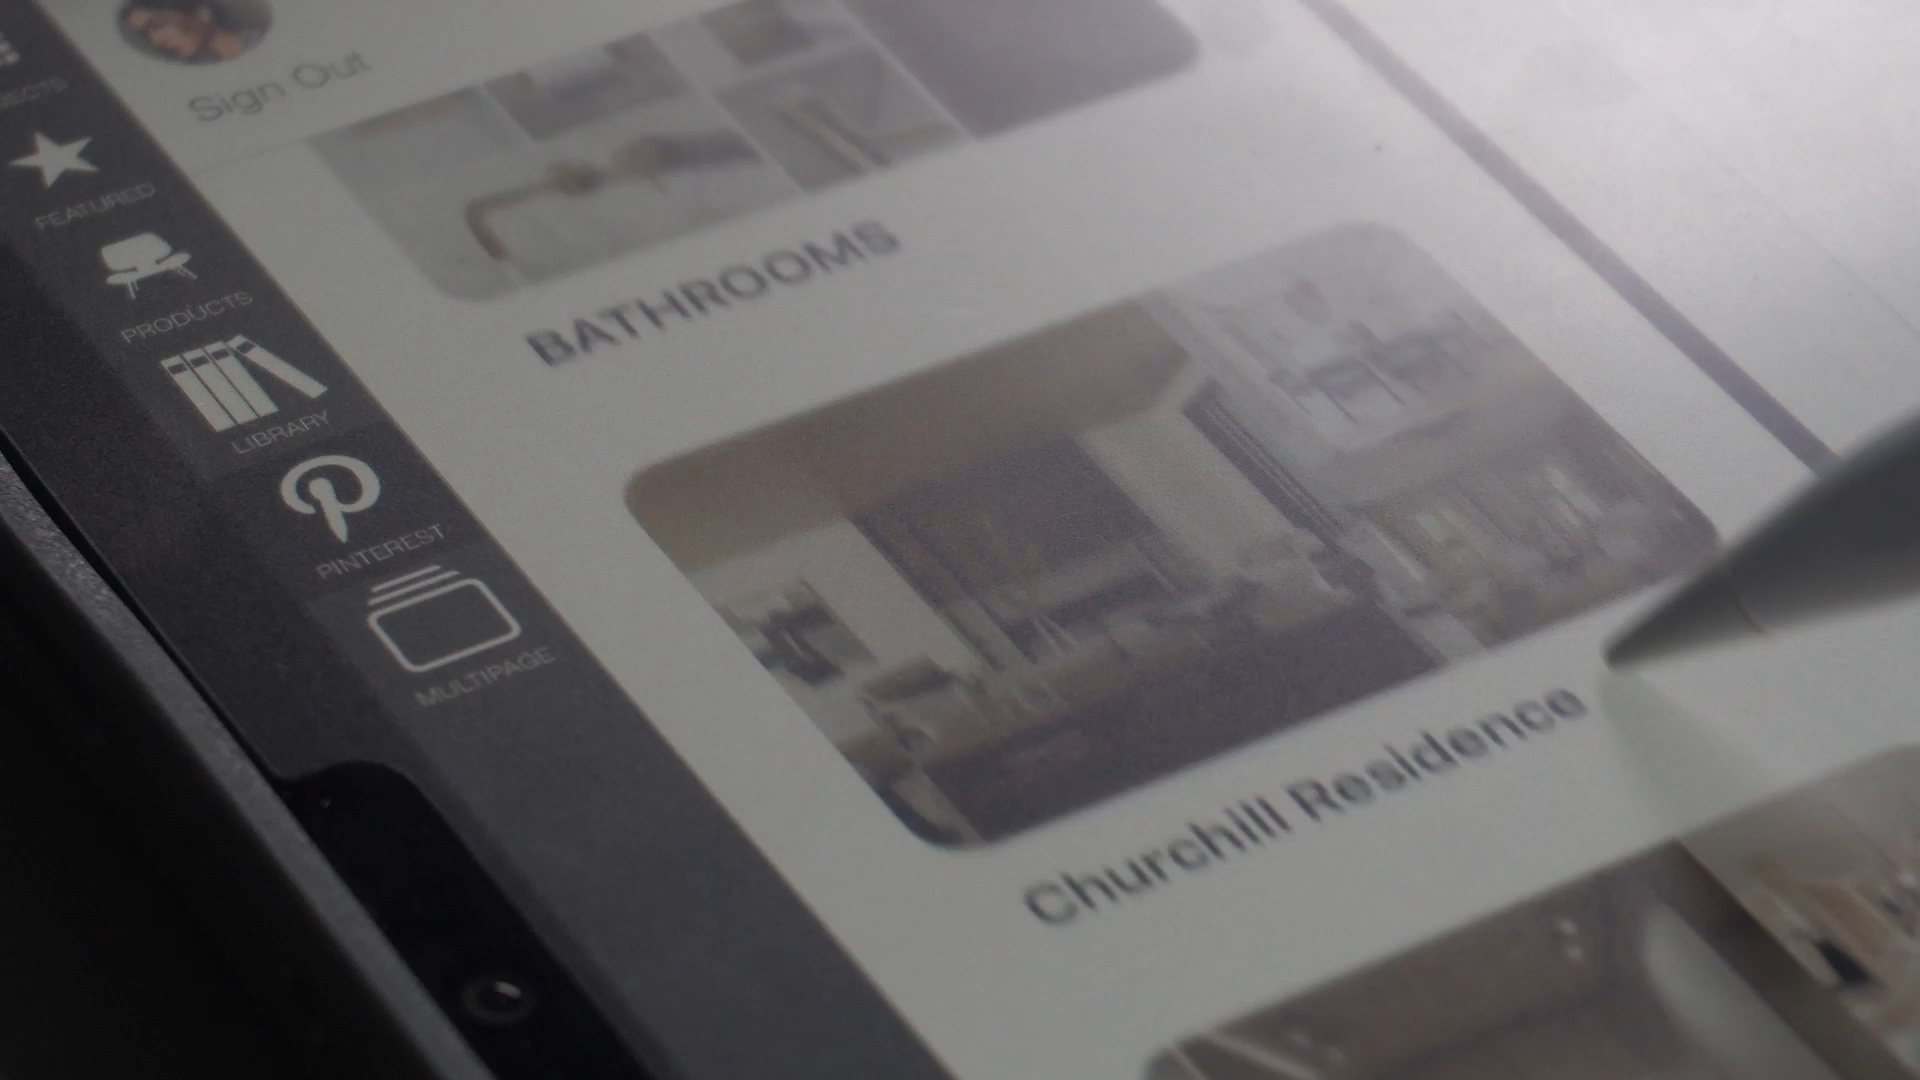 Sign Out
FEATURED
PRODUCTS
LIBRARY
PINTEREST
MULTIPAGE
BATHROOMS
Churchill Residence